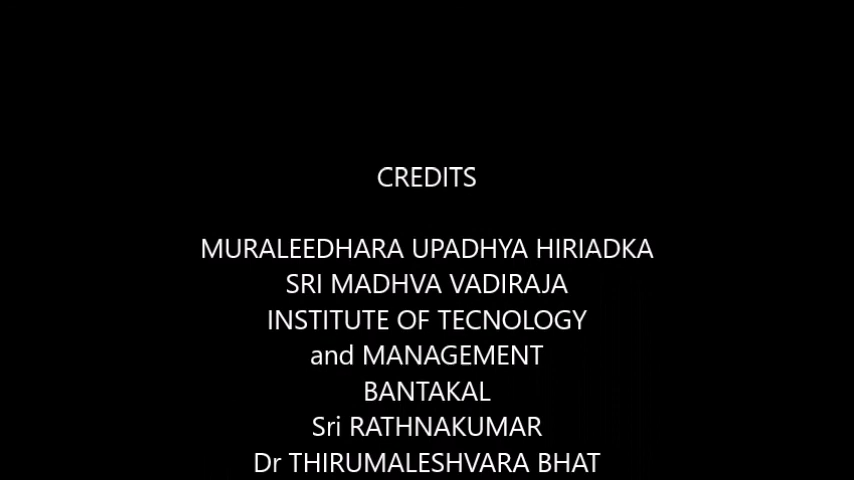 CREDITS
MURALEEDHARA UPADHYA HIRIADKA
SRI MADHVA VADIRAJA
INSTITUTE OF TECNOLOGY
and MANAGEMENT
BANTAKAL
Sri RATHNAKUMAR
Dr THIRUMALESHVARA BHAT